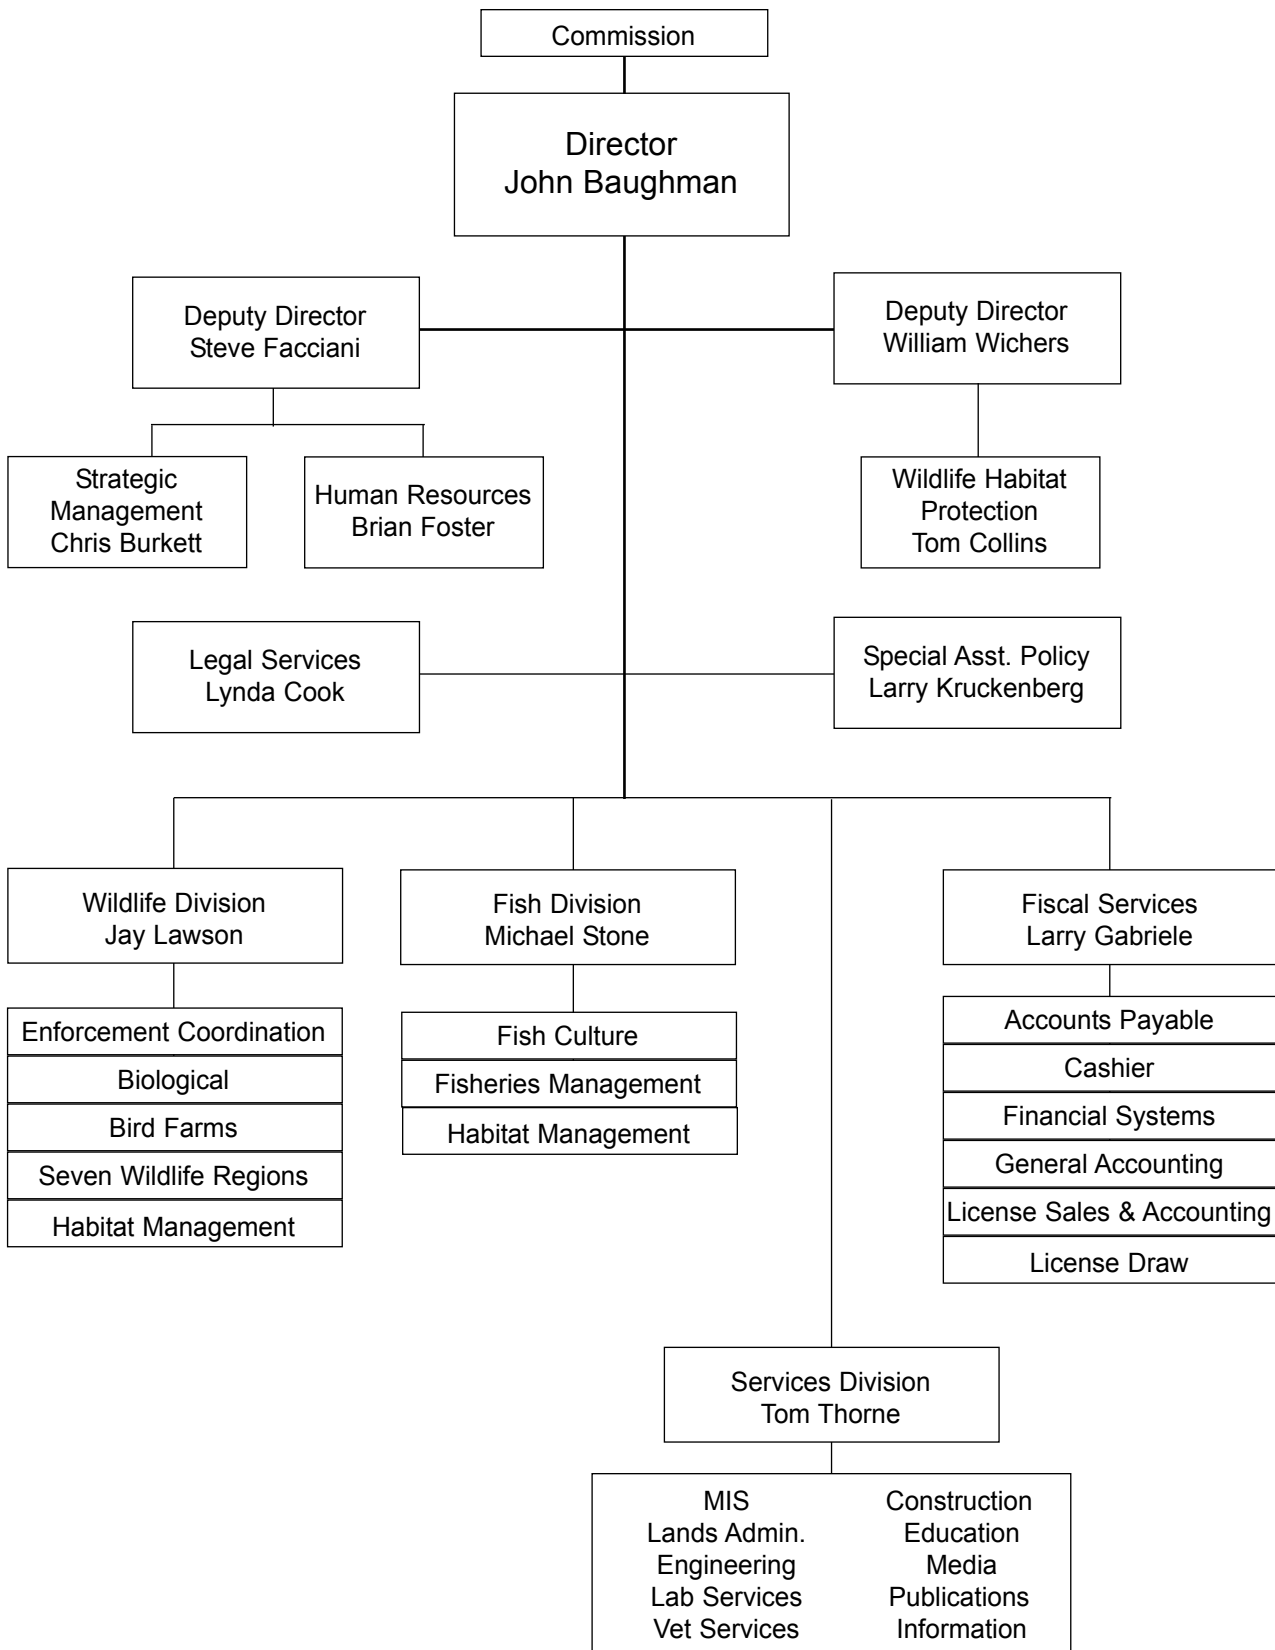 Commission
Director
John Baughman
Deputy Director
Steve Facciani
Deputy Director
William Wichers
Strategic
Management
Chris Burkett
Human Resources
Brian Foster
Wildlife Habitat
Protection
Tom Collins
Legal Services
Lynda Cook
Special Asst. Policy
Larry Kruckenberg
Wildlife Division
Jay Lawson
Enforcement Coordination
Biological
Bird Farms
Seven Wildlife Regions
Habitat Management
Fish Division
Michael Stone
Fish Culture
Fisheries Management
Habitat Management
Fiscal Services
Larry Gabriele
Accounts Payable
Cashier
Financial Systems
General Accounting
License Sales & Accounting
License Draw
Services Division
Tom Thorne
MIS
Lands Admin.
Engineering
Lab Services
Vet Services
Construction
Education
Media
Publications
Information